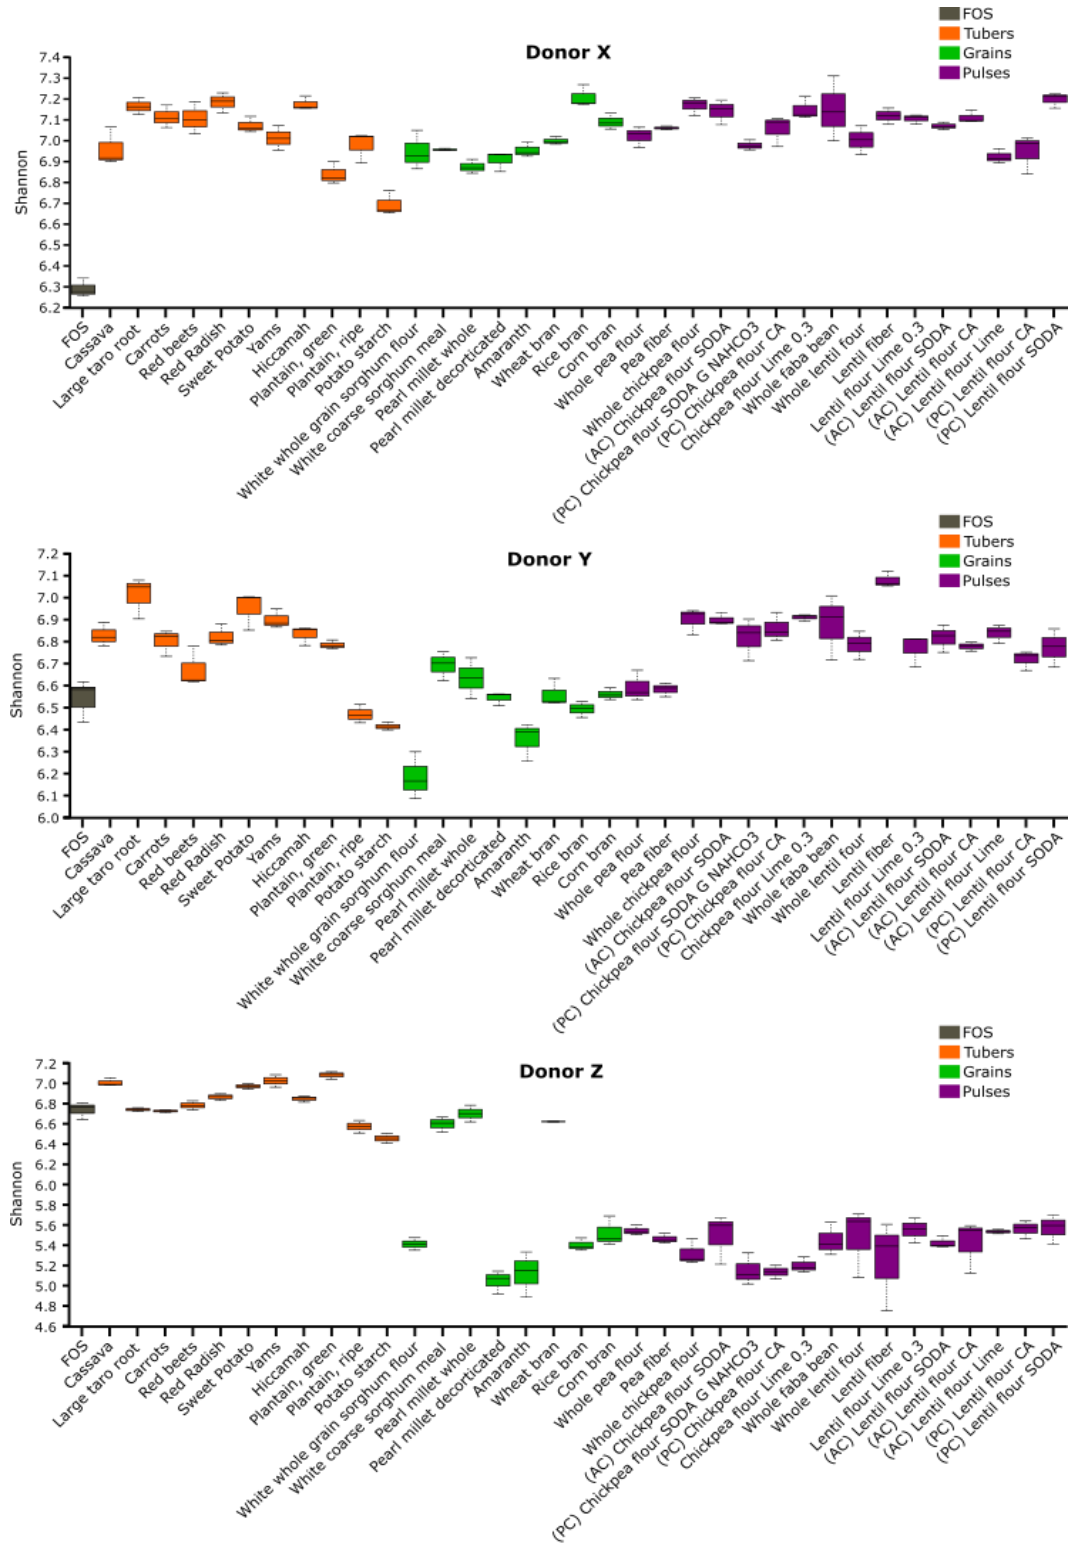 FOS
Tubers
Grains
Pulses
Donor X
7.4
7.3
7.2
7.1
7.0
6.9
6.8
6.7
6.6
6.5
6.4
6.3
6.2
Shannon
FOS
Cassava
Large taro root
Carrots
Red beets
Red Radish
Sweet Potato
Yams
Hiccamah
Plantain, green
Plantain, ripe
Potato starch
White whole grain sorghum flour
White coarse sorghum meal
Pearl millet whole
Pearl millet decorticated
Amaranth
Wheat bran
Rice bran
Corn bran
Whole pea flour
Pea fiber
Whole chickpea flour
(AC) Chickpea flour SODA
(PC) Chickpea flour SODA G NAHCO3
(PC) Chickpea flour CA
Chickpea flour Lime 0.3
Whole faba bean
Whole lentil four
Lentil fiber
Lentil flour Lime 0.3
(AC) Lentil flour SODA
(AC) Lentil flour CA
(AC) Lentil flour Lime
(PC) Lentil flour CA
(PC) Lentil flour SODA
FOS
Tubers
Grains
Pulses
Donor Y
7.2
7.1
7.0
6.9
6.8
6.7
6.6
6.5
6.4
6.3
6.2
6.1
6.0
Shannon
FOS
Cassava
Large taro root
Carrots
Red beets
Red Radish
Sweet Potato
Yams
Hiccamah
Plantain, green
Plantain, ripe
Potato starch
White whole grain sorghum flour
White coarse sorghum meal
Pearl millet whole
Pearl millet decorticated
Amaranth
Wheat bran
Rice bran
Corn bran
Whole pea flour
Pea fiber
Whole chickpea flour
(AC) Chickpea flour SODA
(PC) Chickpea flour SODA G NAHCO3
(PC) Chickpea flour CA
Chickpea flour Lime 0.3
Whole faba bean
Whole lentil four
Lentil fiber
Lentil flour Lime 0.3
(AC) Lentil flour SODA
(AC) Lentil flour CA
(AC) Lentil flour Lime
(PC) Lentil flour CA
(PC) Lentil flour SODA
FOS
Tubers
Grains
Pulses
Donor Z
7.2
7.0
6.8
6.6
6.4
6.2
6.0
5.8
5.6
5.4
5.2
5.0
4.8
4.6
Shannon
FOS
Cassava
Large taro root
Carrots
Red beets
Red Radish
Sweet Potato
Yams
Hiccamah
Plantain, green
Plantain, ripe
Potato starch
White whole grain sorghum flour
White coarse sorghum meal
Pearl millet whole
Pearl millet decorticated
Amaranth
Wheat bran
Rice bran
Corn bran
Whole pea flour
Pea fiber
Whole chickpea flour
(AC) Chickpea flour SODA
(PC) Chickpea flour SODA G NAHCO3
(PC) Chickpea flour CA
Chickpea flour Lime 0.3
Whole faba bean
Whole lentil four
Lentil fiber
Lentil flour Lime 0.3
(AC) Lentil flour SODA
(AC) Lentil flour CA
(AC) Lentil flour Lime
(PC) Lentil flour CA
(PC) Lentil flour SODA